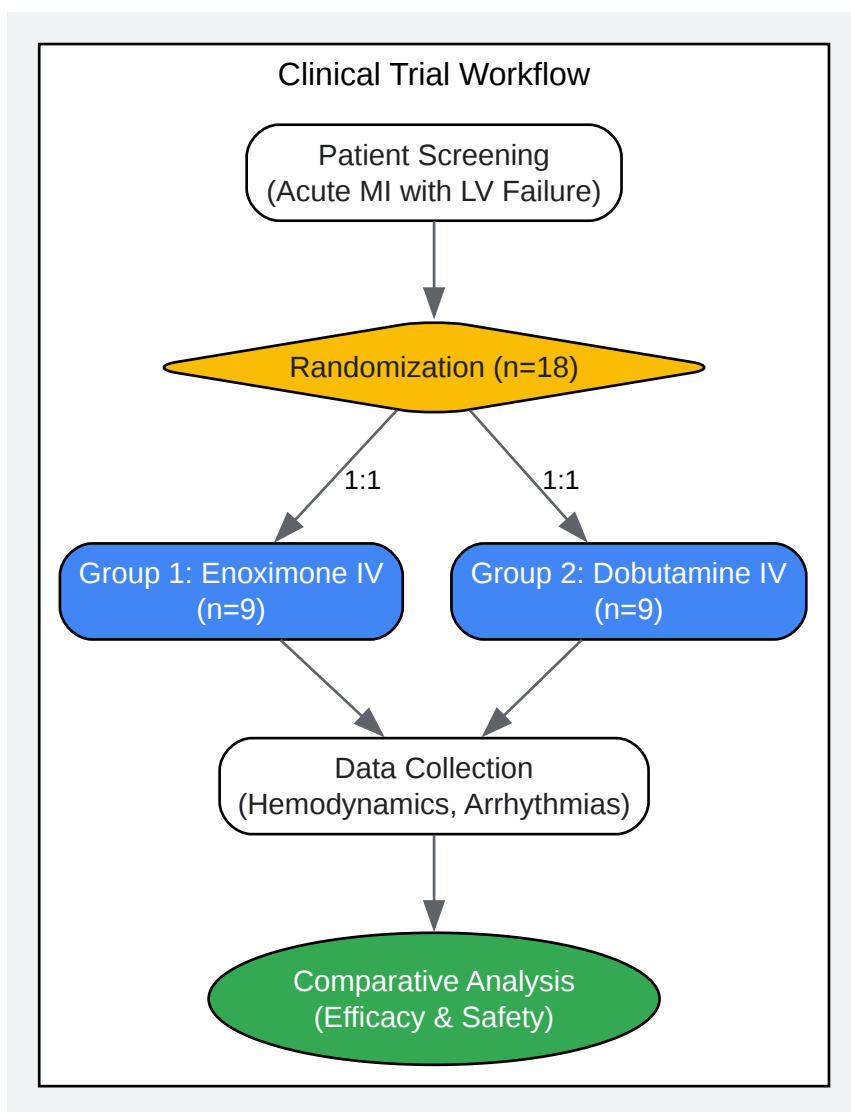 Clinical Trial Workflow
Patient Screening
(Acute MI with LV Failure)
Randomization (n=18)
1:1
1:1
Group 1: Enoximone IV
(n=9)
Group 2: Dobutamine IV
(n=9)
Data Collection
(Hemodynamics, Arrhythmias)
Comparative Analysis
(Efficacy & Safety)